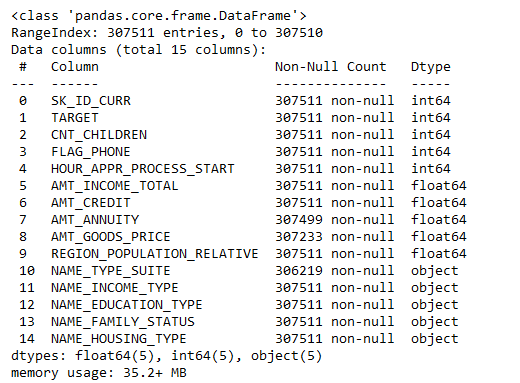 <class 'pandas.core.frame.DataFrame'>
RangeIndex: 307511 entries, 0 to 307510
Data columns (total 15 columns):
 #   Column                      Non-Null Count   Dtype
---  ------                      --------------   -----
 0   SK_ID_CURR                  307511 non-null  int64
 1   TARGET                      307511 non-null  int64
 2   CNT_CHILDREN                307511 non-null  int64
 3   FLAG_PHONE                  307511 non-null  int64
 4   HOUR_APPR_PROCESS_START     307511 non-null  int64
 5   AMT_INCOME_TOTAL            307511 non-null  float64
 6   AMT_CREDIT                  307511 non-null  float64
 7   AMT_ANNUITY                 307499 non-null  float64
 8   AMT_GOODS_PRICE             307233 non-null  float64
 9   REGION_POPULATION_RELATIVE  307511 non-null  float64
 10  NAME_TYPE_SUITE             306219 non-null  object
 11  NAME_INCOME_TYPE            307511 non-null  object
 12  NAME_EDUCATION_TYPE         307511 non-null  object
 13  NAME_FAMILY_STATUS          307511 non-null  object
 14  NAME_HOUSING_TYPE           307511 non-null  object
dtypes: float64(5), int64(5), object(5)
memory usage: 35.2+ MB